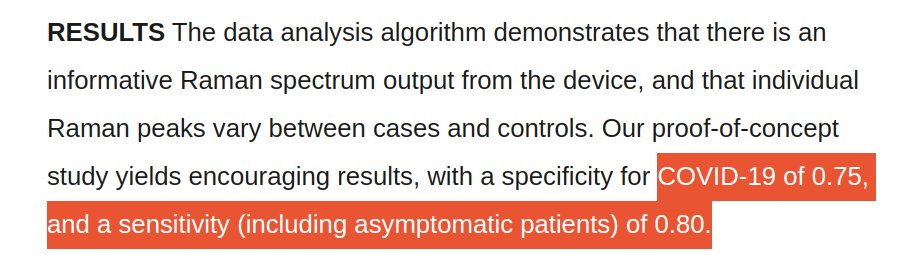 RESULTS The data analysis algorithm demonstrates that there is an
informative Raman spectrum output from the device, and that individual
Raman peaks vary between cases and controls. Our proof-of-concept
study yields encouraging results, with a specificity for COVID-19 of 0.75,
and a sensitivity (including asymptomatic patients) of 0.80.